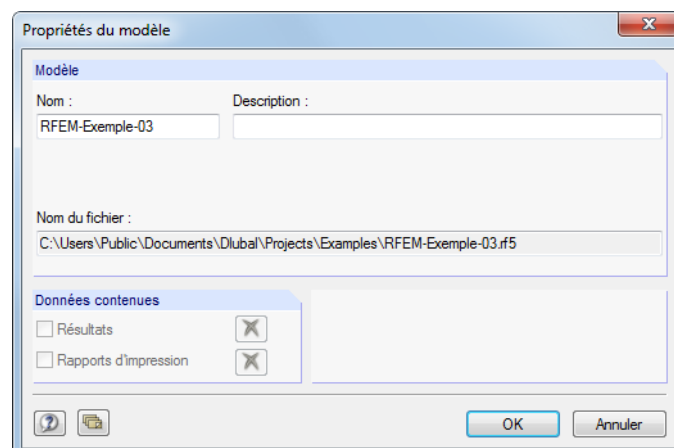 Propriétés du modèle
Modèle
Nom :
Description :
RFEM-Exemple-03
Nom du fichier :
C:\Users\Public\Documents\Dlubal\Projects\Examples\RFEM-Exemple-03.rf5
Données contenues
Résultats
Rapports d'impression
OK
Annuler